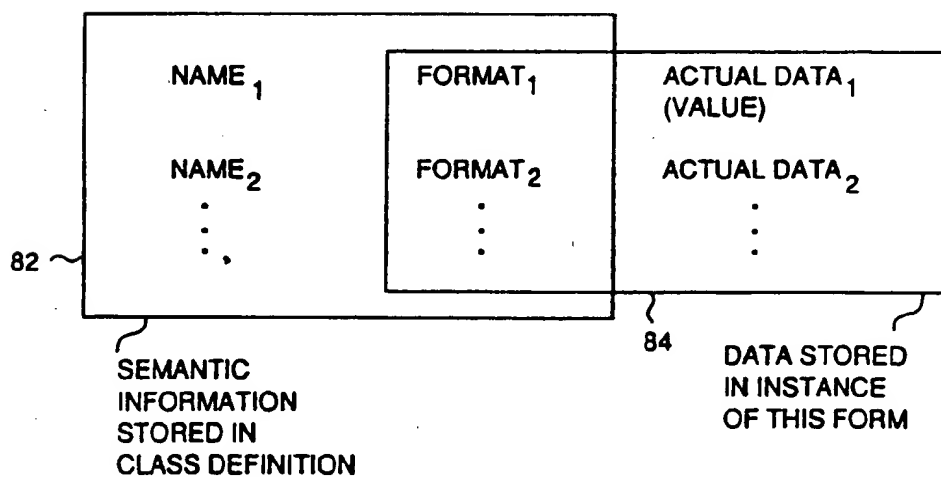 NAME₁ FORMAT₁ ACTUAL DATA₁
(VALUE)
NAME₂ FORMAT₂ ACTUAL DATA₂
82
84
SEMANTIC
INFORMATION
STORED IN
CLASS DEFINITION
DATA STORED
IN INSTANCE
OF THIS FORM